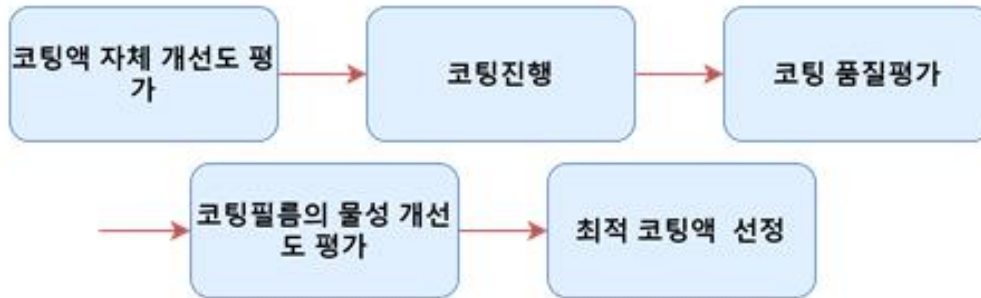 코팅액 자체 개선도 평
가
코팅진행
코팅 품질평가
코팅필름의 물성 개선
도 평가
최적 코팅액 선정